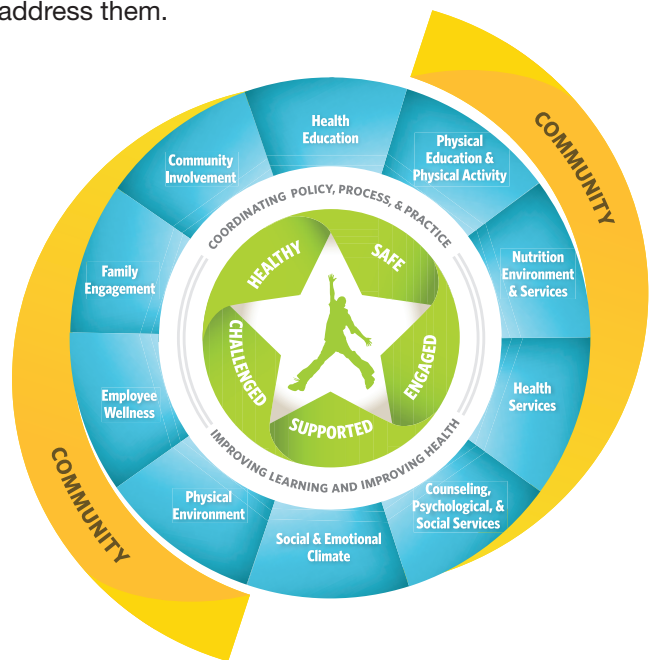 address them.
COMMUNITY
Health
Education
Physical
Education &
Physical Activity
Nutrition
Environment
& Services
Health
Services
Counseling,
Psychological, &
Social Services
Social & Emotional
Climate
Physical
Environment
Employee
Wellness
Family
Engagement
Community
Involvement
COORDINATING POLICY, PROCESS, & PRACTICE
IMPROVING LEARNING AND IMPROVING HEALTH
HEALTHY
SAFE
ENGAGED
SUPPORTED
CHALLENGED
COMMUNITY